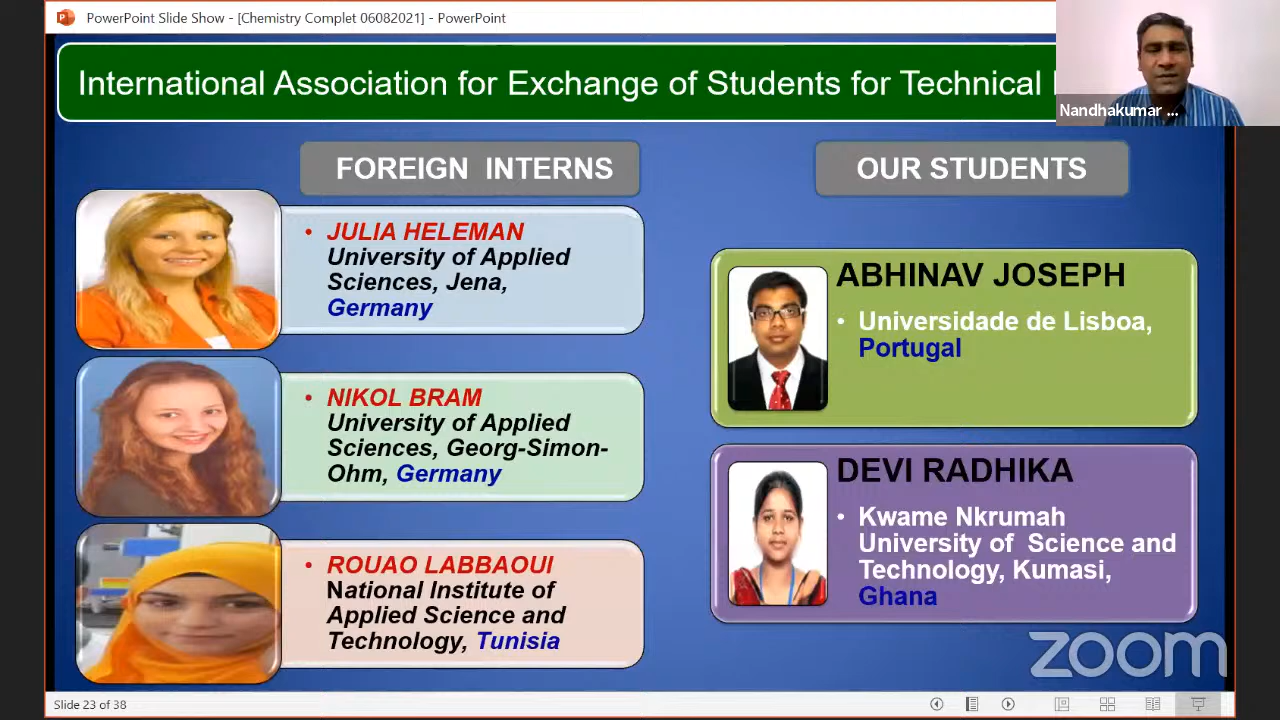 PowerPoint Slide Show - [Chemistry Complet 06082021] - PowerPoint
International Association for Exchange of Students for Technical
Nandhakumar ...
FOREIGN INTERNS
OUR STUDENTS
• JULIA HELEMAN
University of Applied
Sciences, Jena,
Germany
• NIKOL BRAM
University of Applied
Sciences, Georg-Simon-
Ohm, Germany
• ROUAO LABBAOUI
National Institute of
Applied Science and
Technology, Tunisia
ABHINAV JOSEPH
• Universidade de Lisboa,
Portugal
DEVI RADHIKA
• Kwame Nkrumah
University of Science and
Technology, Kumasi,
Ghana
zoom
Slide 23 of 38